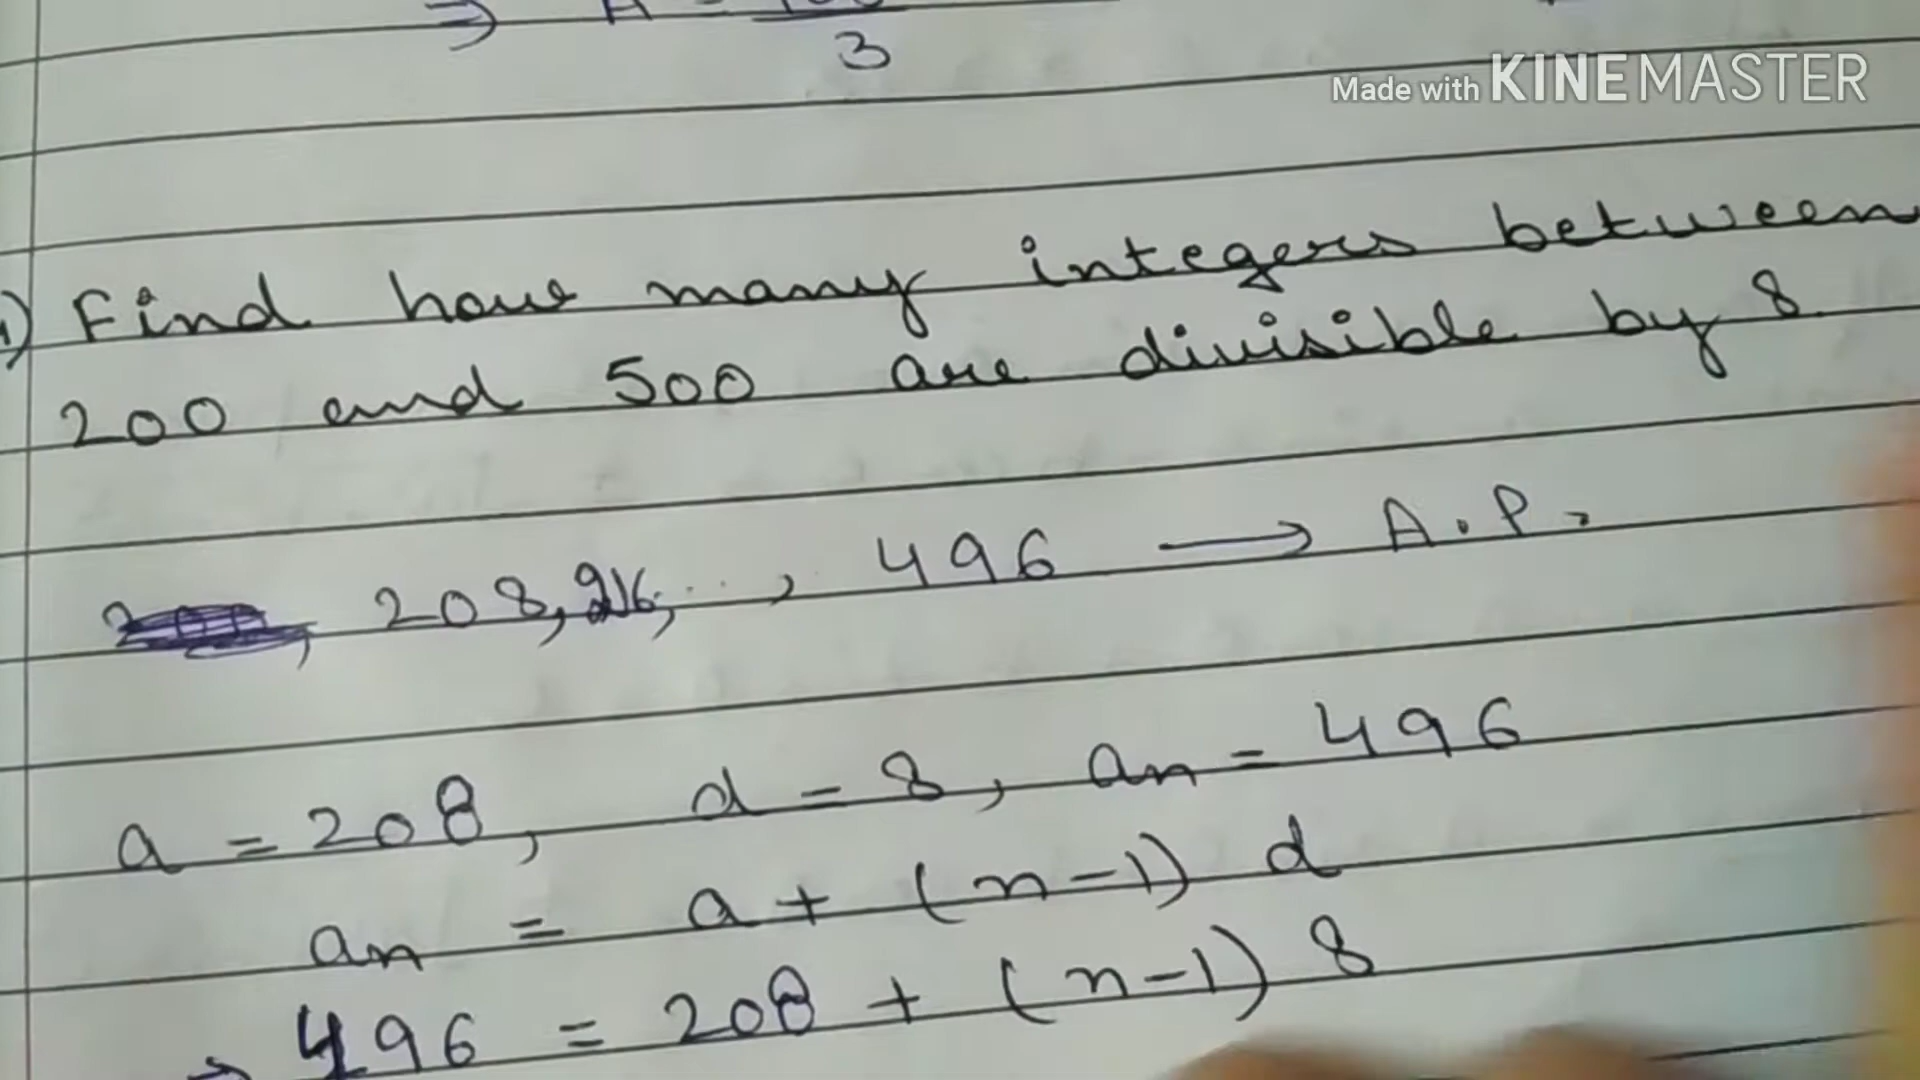 3
Made with KINEMASTER
Find how many integers between
200 and 500 are divisible by 8
208, 216, ..., 496 → A.P.
a = 208, d = 8, an = 496
an = a + (n-1) d
⇒ 496 = 208 + (n-1) 8